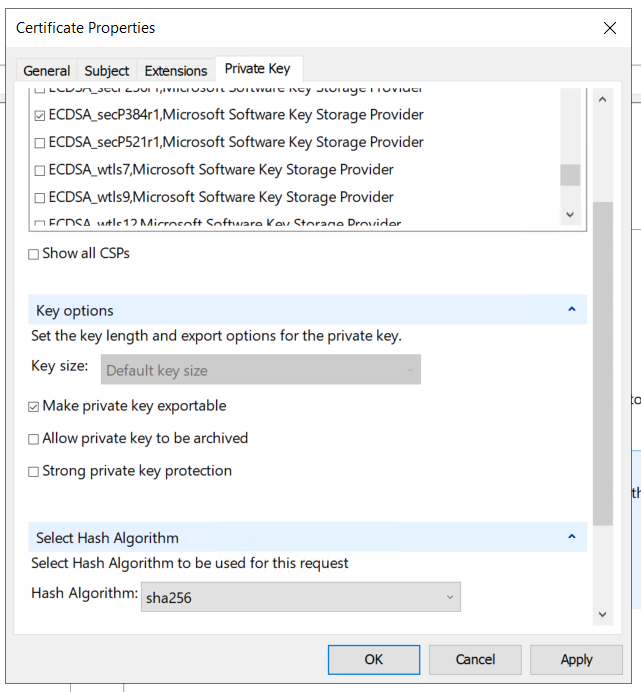 Certificate Properties
General Subject Extensions Private Key
ECDSA_secP256r1,Microsoft Software Key Storage Provider
ECDSA_secP384r1,Microsoft Software Key Storage Provider
ECDSA_secP521r1,Microsoft Software Key Storage Provider
ECDSA_wtls7,Microsoft Software Key Storage Provider
ECDSA_wtls9,Microsoft Software Key Storage Provider
ECDSA_wtls12,Microsoft Software Key Storage Provider
Show all CSPs
Key options
Set the key length and export options for the private key.
Key size: Default key size
Make private key exportable
Allow private key to be archived
Strong private key protection
Select Hash Algorithm
Select Hash Algorithm to be used for this request
Hash Algorithm: sha256
OK Cancel Apply